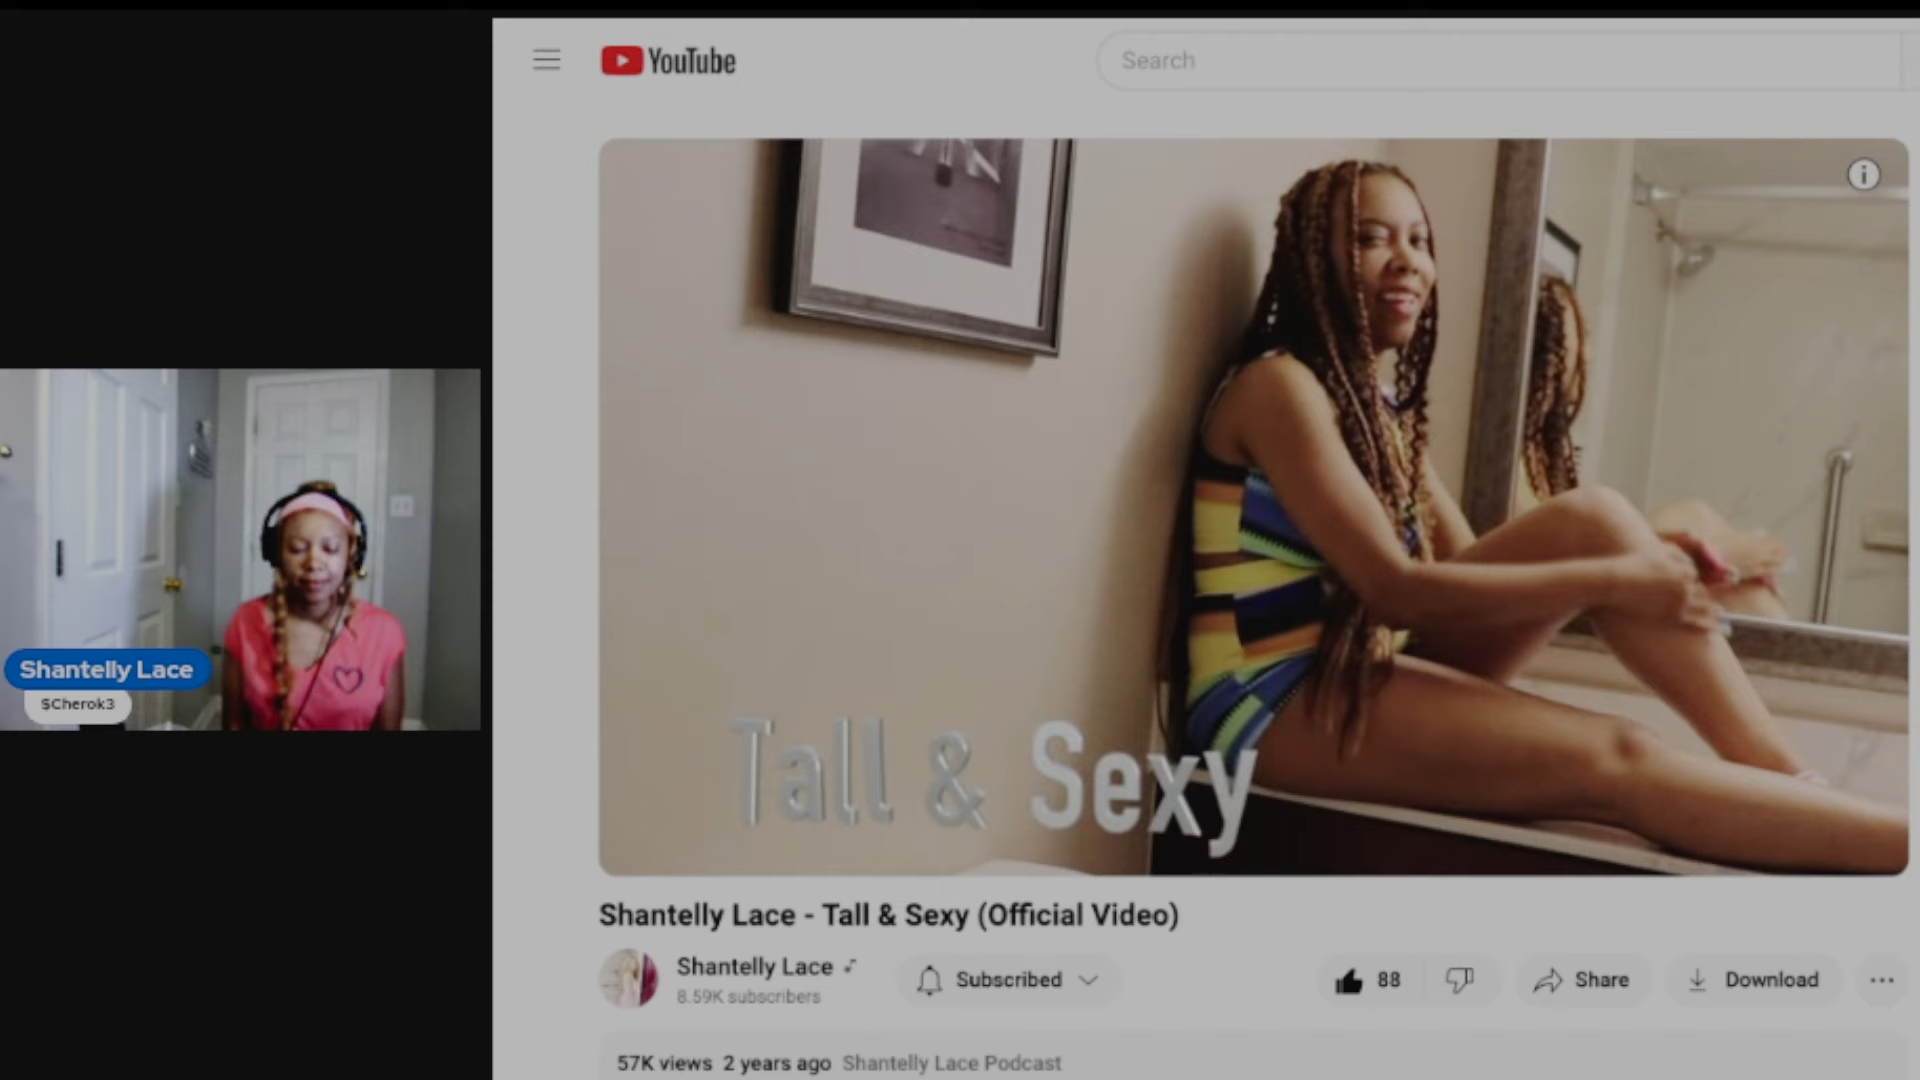 YouTube
Search
Tall & Sexy
Shantelly Lace
$Cherok3
Shantelly Lace - Tall & Sexy (Official Video)
Shantelly Lace
8.59K subscribers
Subscribed
88
Share
Download
57K views 2 years ago Shantelly Lace Podcast